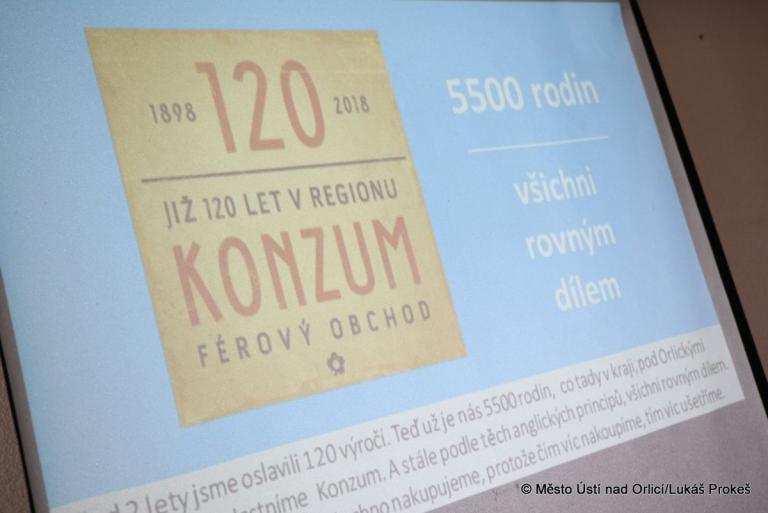 1898 120 2018
JIŽ 120 LET V REGIONU
KONZUM
FÉROVÝ OBCHOD
5500 rodin
všichni
rovným
dílem
2 lety jsme oslavili 120 výročí. Teď už je nás 5500 rodin, co tady v kraji, pod Orlickými
Konzum. A stále podle těch anglických principů, všichni rovným dílem.
nakupujeme, protože čím víc nakoupíme, tím víc ušetříme.
© Město Ústí nad Orlicí/Lukáš Prokeš